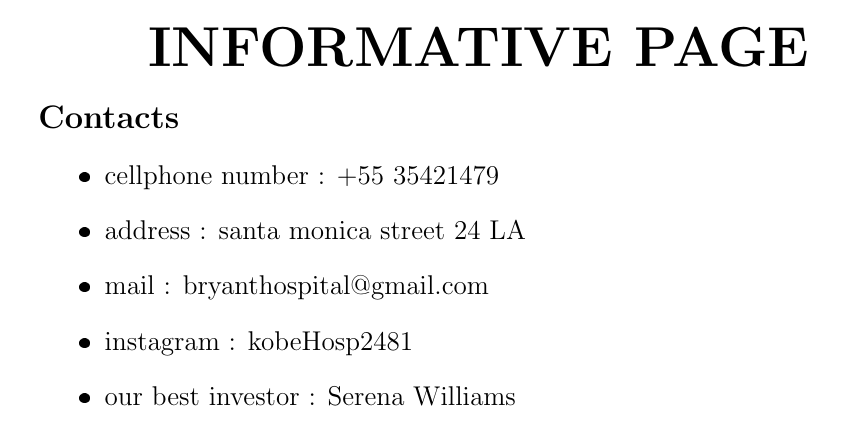 INFORMATIVE PAGE
Contacts
• cellphone number : +55 35421479
• address : santa monica street 24 LA
• mail : bryanthospital@gmail.com
• instagram : kobeHosp2481
• our best investor : Serena Williams